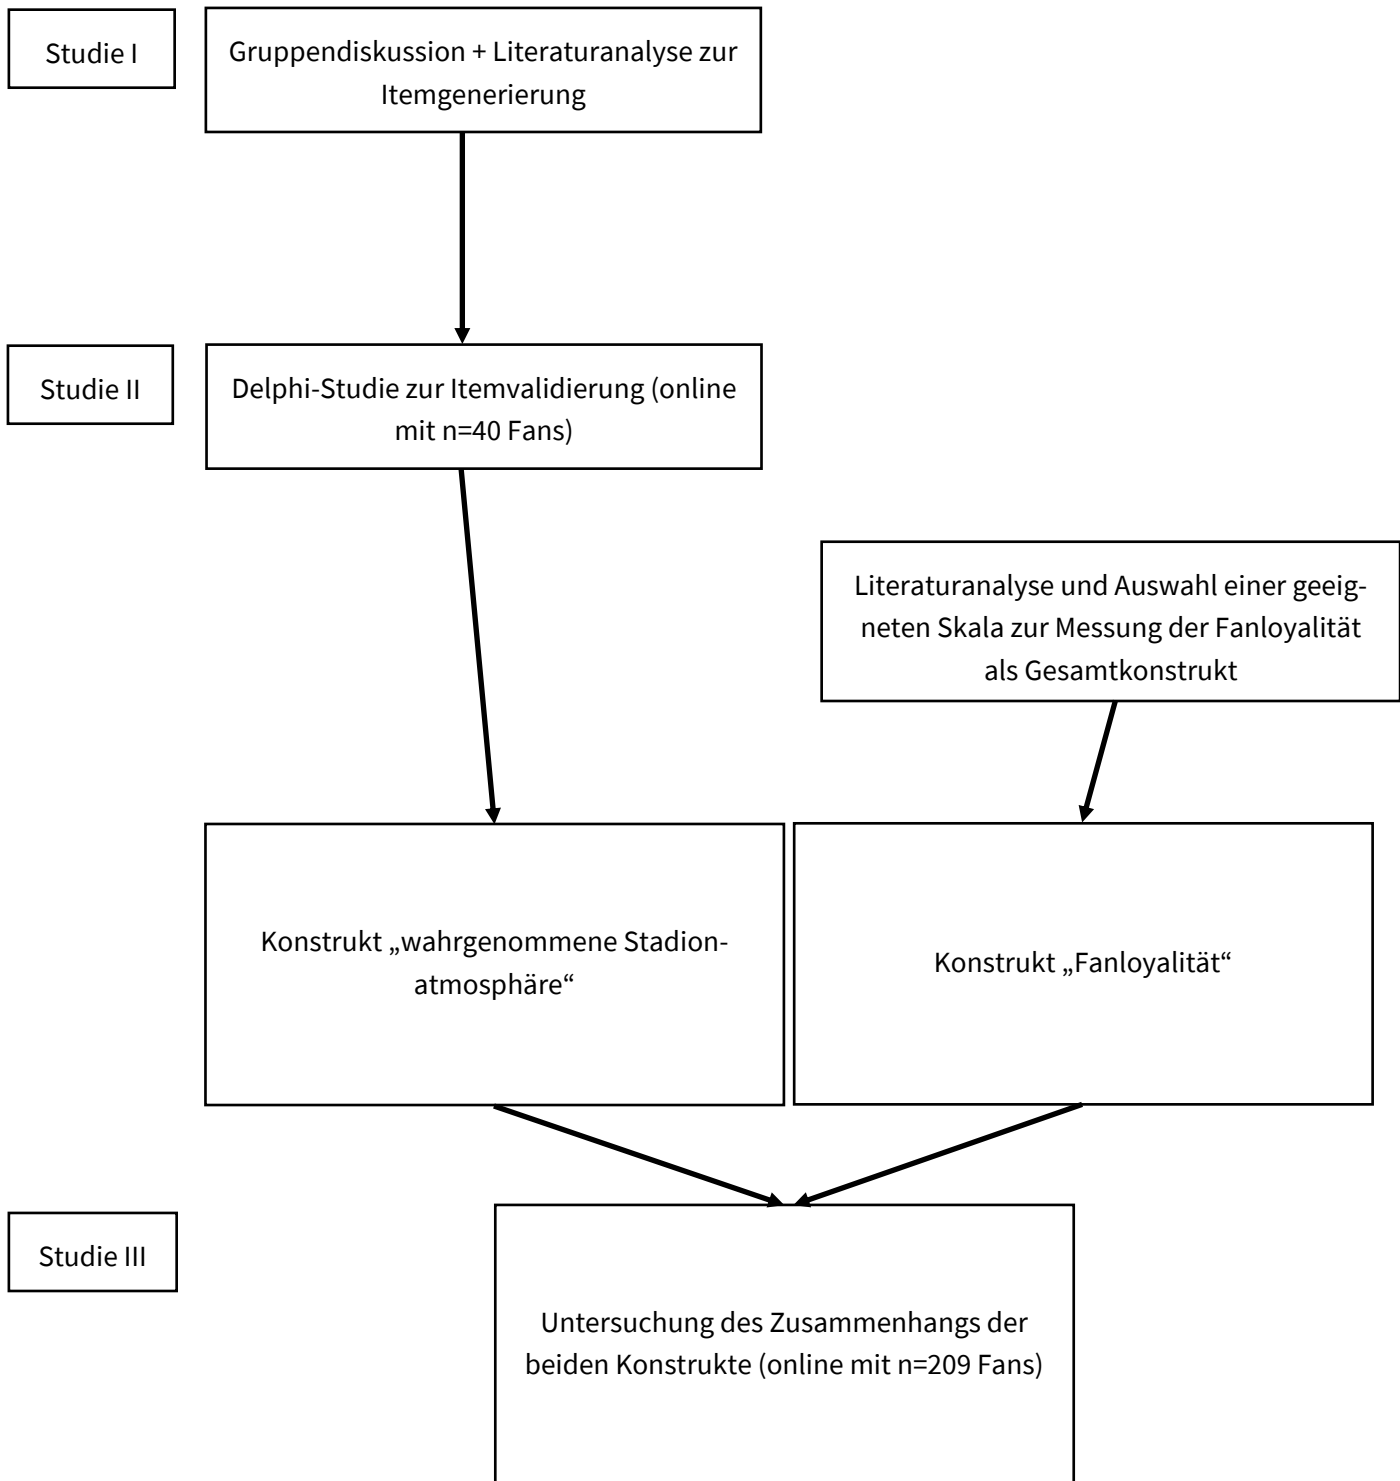 Studie I
Gruppendiskussion + Literaturanalyse zur
Itemgenerierung
Studie II
Delphi-Studie zur Itemvalidierung (online
mit n=40 Fans)
Literaturanalyse und Auswahl einer geeig-
neten Skala zur Messung der Fanloyalität
als Gesamtkonstrukt
Konstrukt „wahrgenommene Stadion-
atmosphäre“
Konstrukt „Fanloyalität“
Studie III
Untersuchung des Zusammenhangs der
beiden Konstrukte (online mit n=209 Fans)